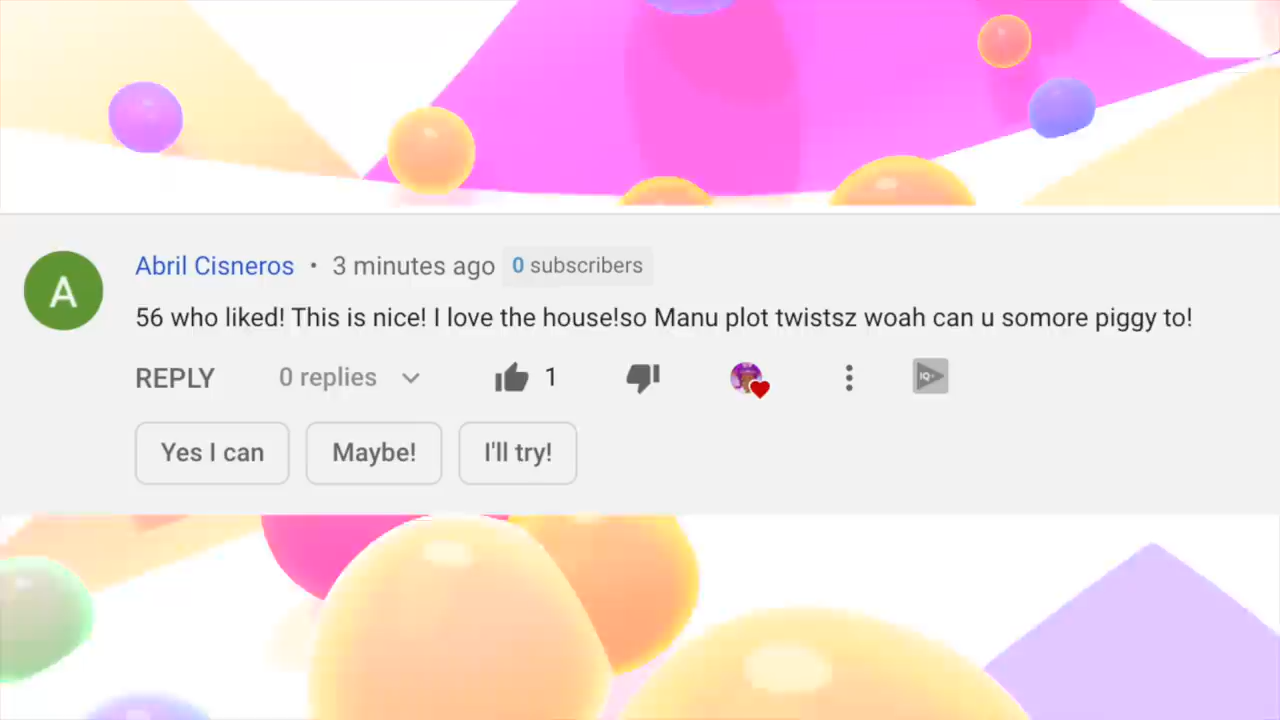 A
Abril Cisneros • 3 minutes ago 0 subscribers
56 who liked! This is nice! I love the house!so Manu plot twistsz woah can u somore piggy to!
REPLY 0 replies 1 IQ
Yes I can Maybe! I'll try!